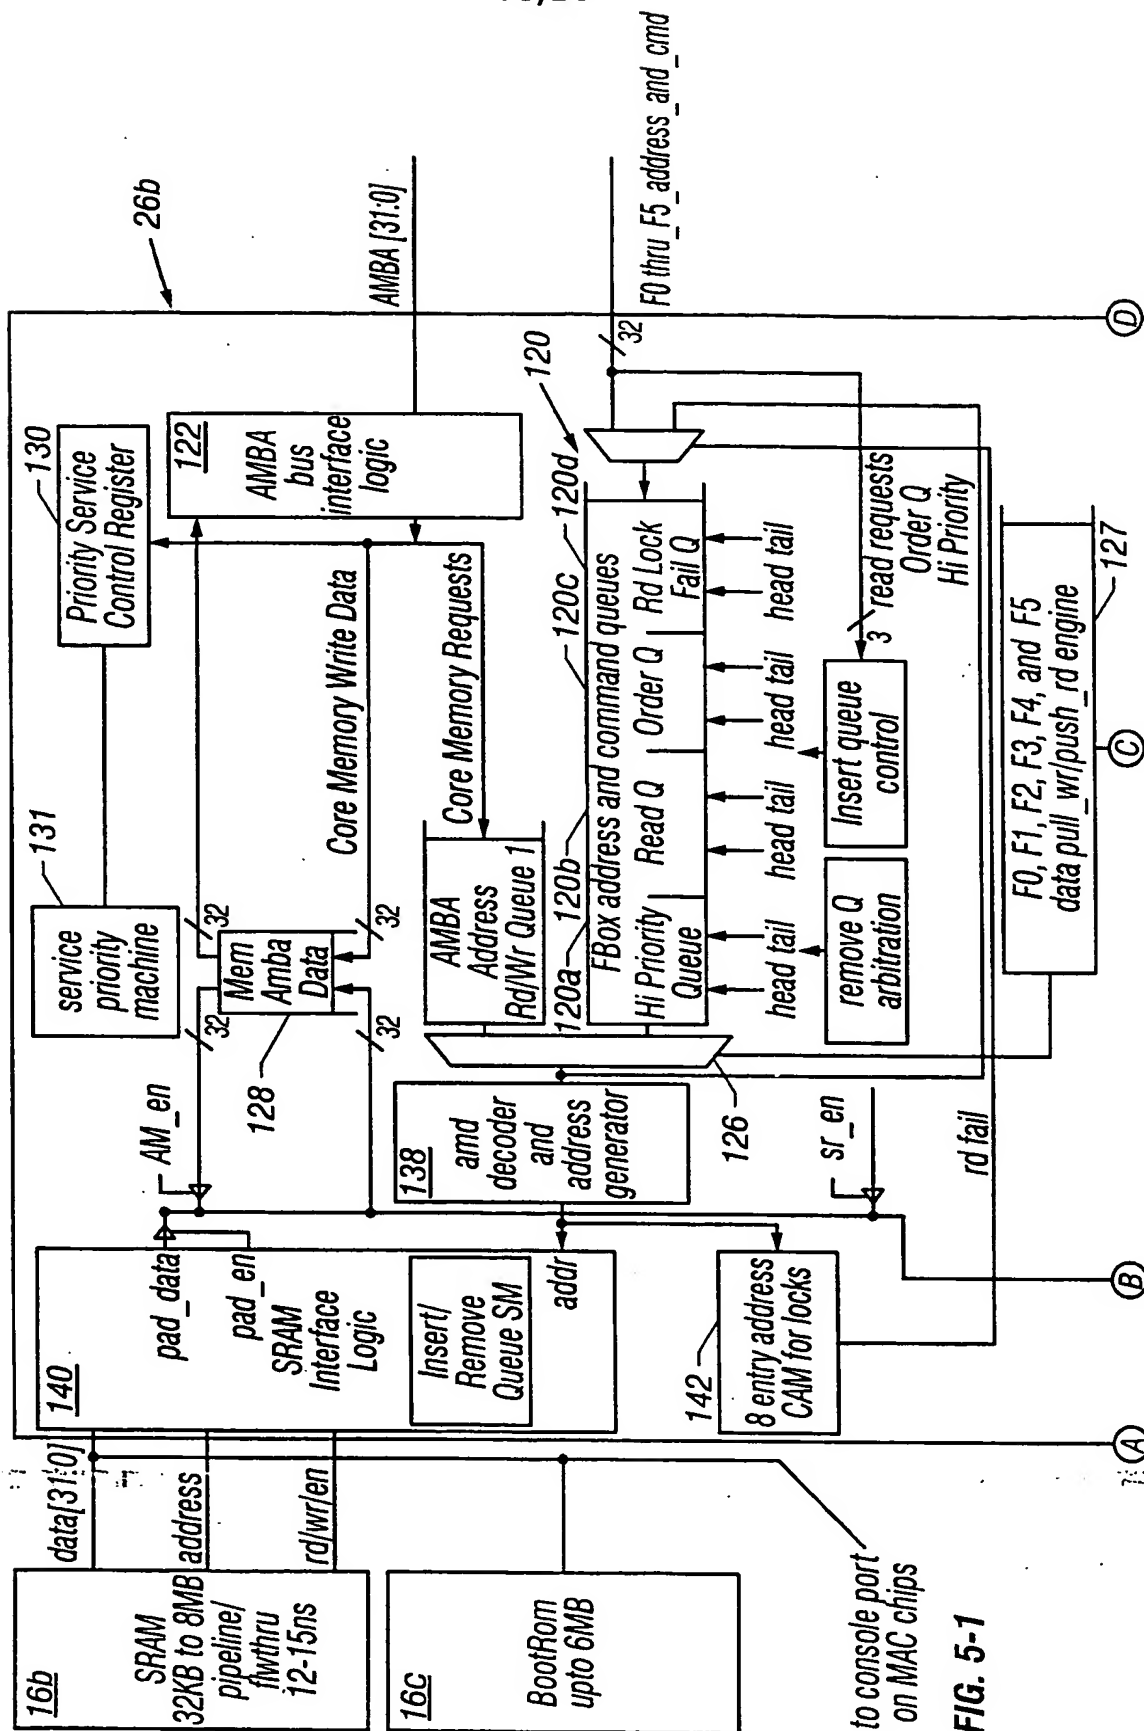 26b
130
Priority Service
Control Register
131
service
priority
machine
122
AMBA
bus
interface
logic
AMBA [31:0]
AM_en
32
32
Mem
Amba
Data
32
32
128
Core Memory Write Data
Core Memory Requests
140
pad_data
pad_en
SRAM
Interface
Logic
Insert/
Remove
Queue SM
addr
16b
SRAM
32KB to 8MB
pipeline/
flwthru
12-15ns
data[31:0]
address
rd/wr/en
138
amd
decoder
and
address
generator
AMBA
Address
Rd/Wr Queue 1
120a
120b
120c
120d
120
FBox address and command queues
Hi Priority
Queue
Read Q
Order Q
Rd Lock
Fail Q
32
F0 thru F5_address_and_cmd
head tail
head tail
head tail
head tail
126
remove Q
arbitration
Insert queue
control
3
read requests
Order Q
Hi Priority
16c
BootRom
upto 6MB
142
8 entry address
CAM for locks
sr_en
rd fail
F0, F1, F2, F3, F4, and F5
data pull_wr/push_rd engine
127
to console port
on MAC chips
A
B
C
D
FIG. 5-1